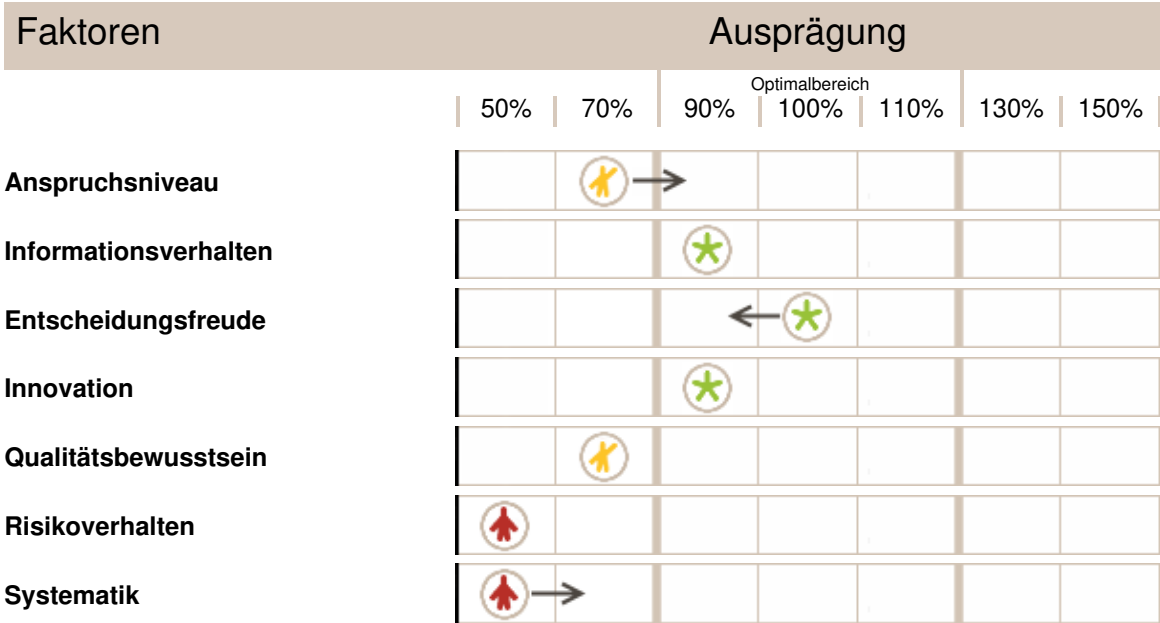 Faktoren Ausprägung
Optimalbereich
50% 70% 90% 100% 110% 130% 150%
Anspruchsniveau
Informationsverhalten
Entscheidungsfreude
Innovation
Qualitätsbewusstsein
Risikoverhalten
Systematik